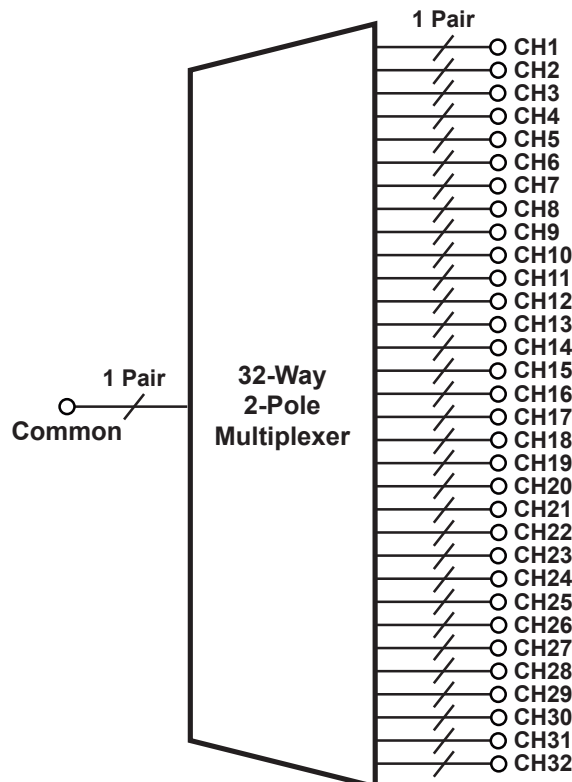 1 Pair
CH1
CH2
CH3
CH4
CH5
CH6
CH7
CH8
CH9
CH10
CH11
CH12
CH13
CH14
CH15
CH16
CH17
CH18
CH19
CH20
CH21
CH22
CH23
CH24
CH25
CH26
CH27
CH28
CH29
CH30
CH31
CH32
1 Pair
Common
32-Way
2-Pole
Multiplexer